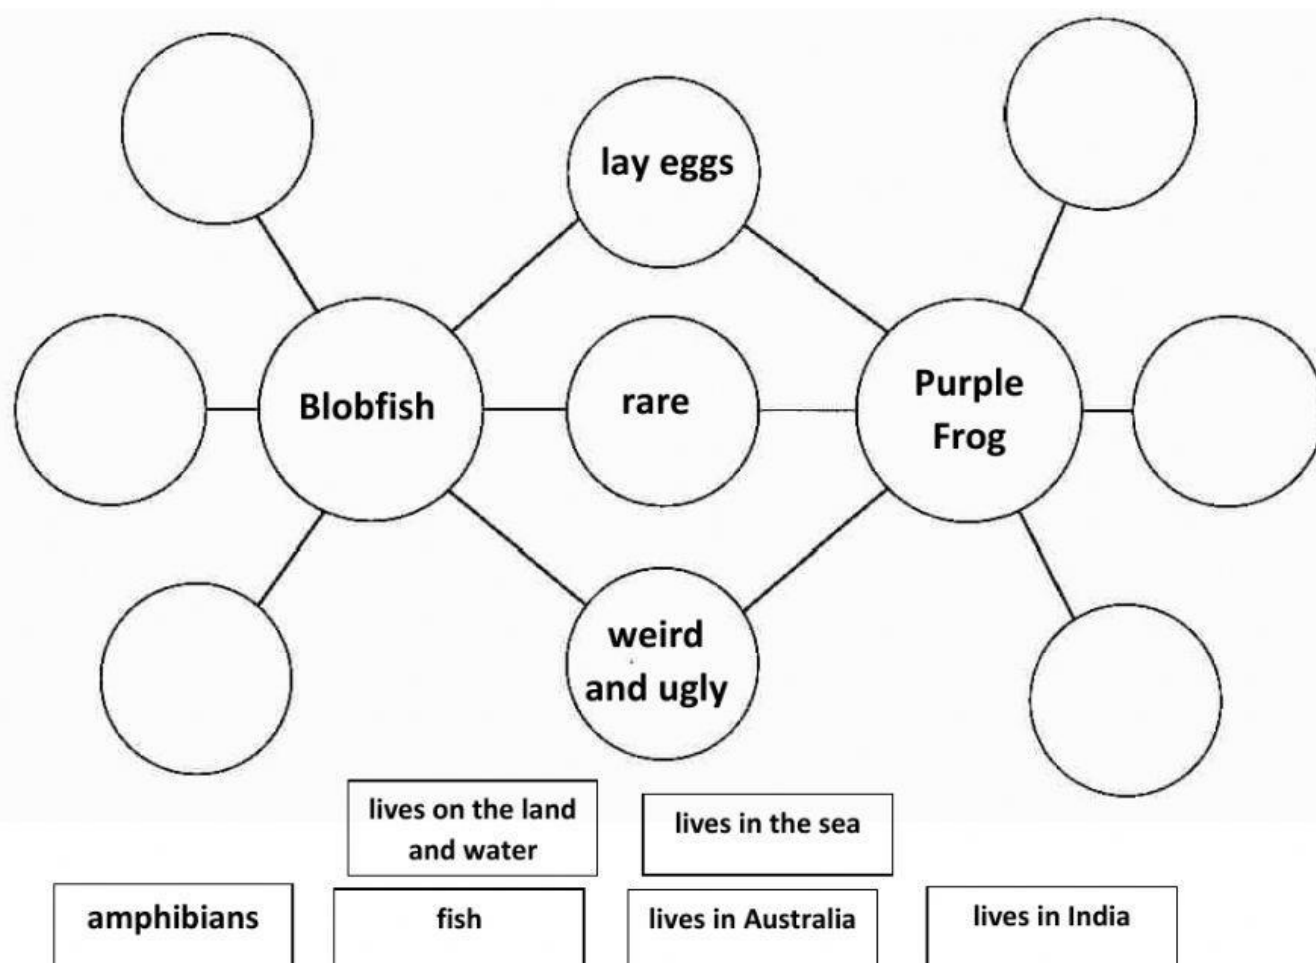 lay eggs
Blobfish
rare
Purple
Frog
weird
and ugly
lives on the land
and water
lives in the sea
amphibians
fish
lives in Australia
lives in India